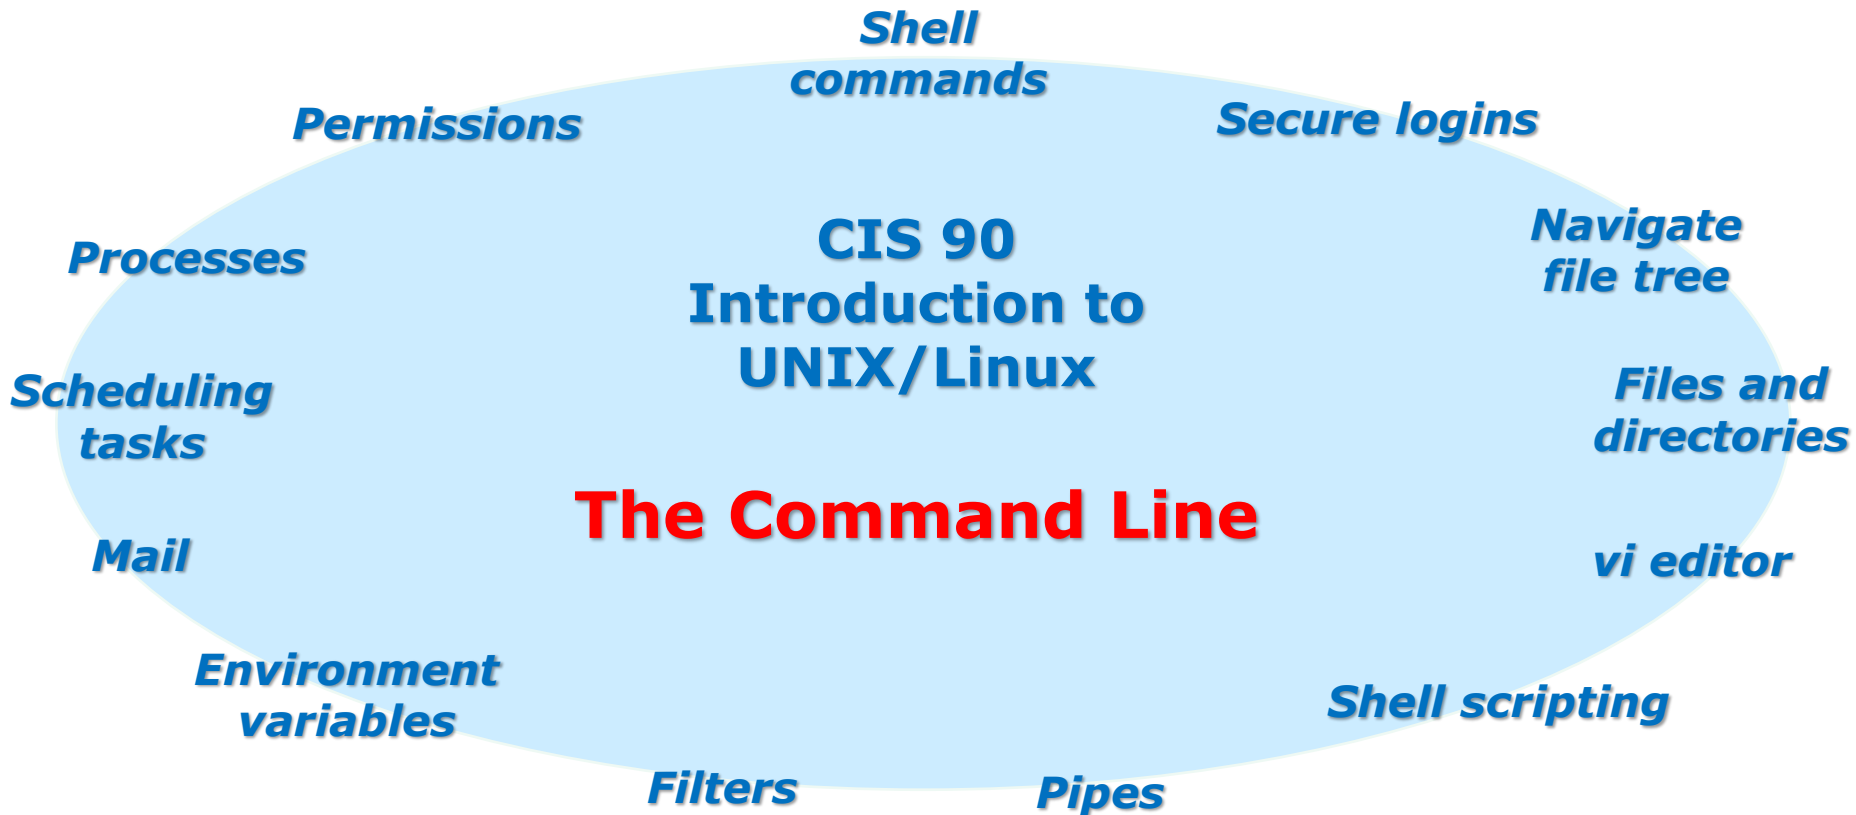 Shell
commands
Permissions
Secure logins
Processes
CIS 90
Introduction to
UNIX/Linux
Navigate
file tree
Scheduling
tasks
Files and
directories
The Command Line
Mail
vi editor
Environment
variables
Shell scripting
Filters
Pipes